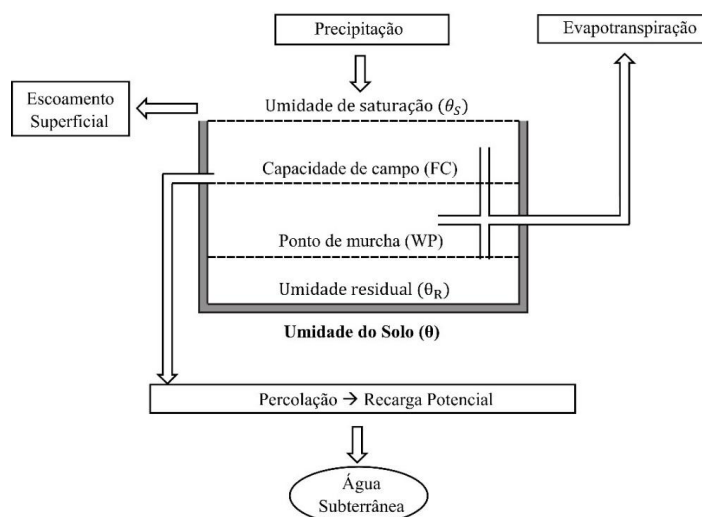 Precipitação
Evapotranspiração
Escoamento
Superficial
Umidade de saturação (θS)
Capacidade de campo (FC)
Ponto de murcha (WP)
Umidade residual (θR)
Umidade do Solo (θ)
Percolação → Recarga Potencial
Água
Subterrânea